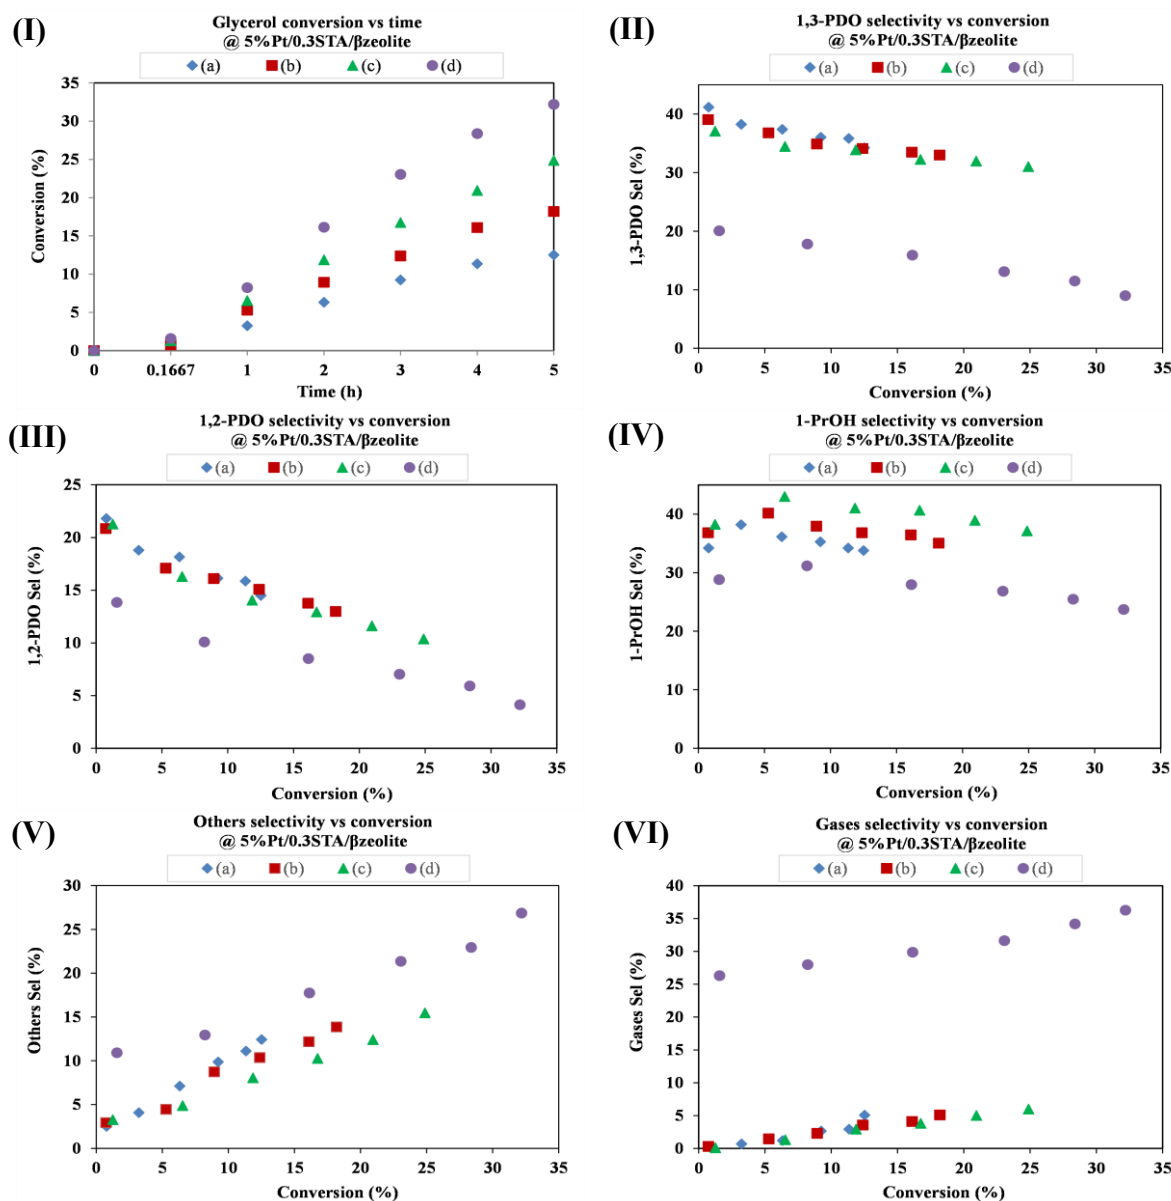 (I)
Glycerol conversion vs time
@ 5%Pt/0.3STA/βzeolite
(a) (b) (c) (d)
35
30
25
20
15
10
5
0
Conversion (%)
0 0.1667 1 2 3 4 5
Time (h)
(II)
1,3-PDO selectivity vs conversion
@ 5%Pt/0.3STA/βzeolite
(a) (b) (c) (d)
40
30
20
10
0
1,3-PDO Sel (%)
0 5 10 15 20 25 30 35
Conversion (%)
(III)
1,2-PDO selectivity vs conversion
@ 5%Pt/0.3STA/βzeolite
(a) (b) (c) (d)
25
20
15
10
5
0
1,2-PDO Sel (%)
0 5 10 15 20 25 30 35
Conversion (%)
(IV)
1-PrOH selectivity vs conversion
@ 5%Pt/0.3STA/βzeolite
(a) (b) (c) (d)
40
30
20
10
0
1-PrOH Sel (%)
0 5 10 15 20 25 30 35
Conversion (%)
(V)
Others selectivity vs conversion
@ 5%Pt/0.3STA/βzeolite
(a) (b) (c) (d)
30
25
20
15
10
5
0
Others Sel (%)
0 5 10 15 20 25 30 35
Conversion (%)
(VI)
Gases selectivity vs conversion
@ 5%Pt/0.3STA/βzeolite
(a) (b) (c) (d)
40
35
30
25
20
15
10
5
0
Gases Sel (%)
0 5 10 15 20 25 30 35
Conversion (%)